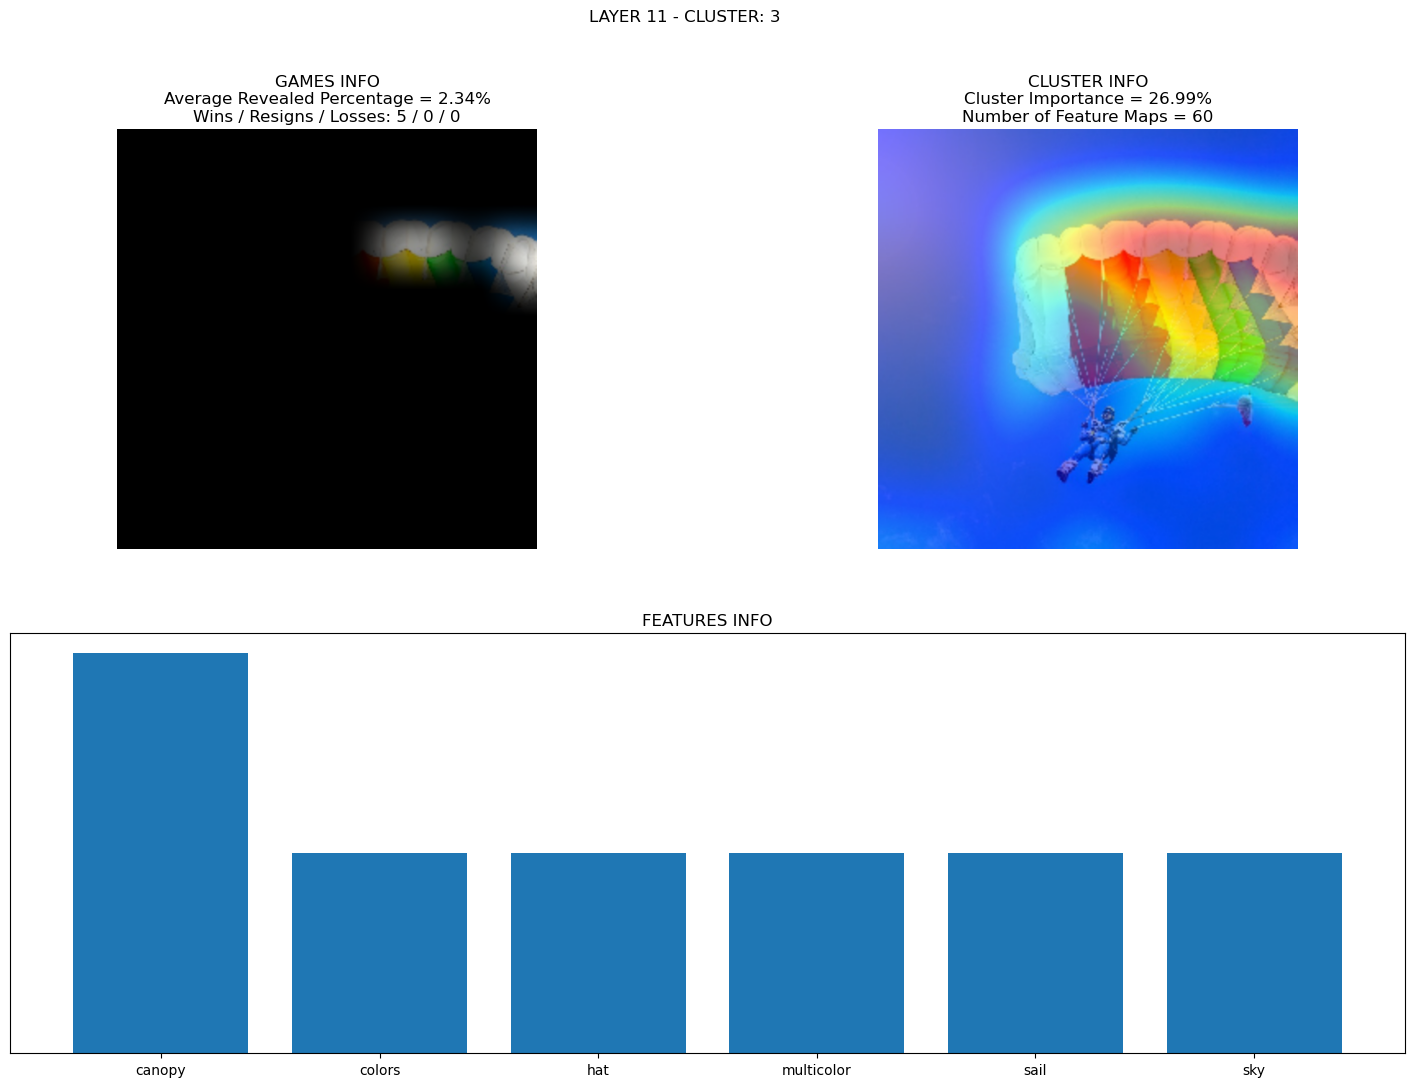 LAYER 11 - CLUSTER: 3
GAMES INFO
Average Revealed Percentage = 2.34%
Wins / Resigns / Losses: 5 / 0 / 0
CLUSTER INFO
Cluster Importance = 26.99%
Number of Feature Maps = 60
FEATURES INFO
canopy colors hat multicolor sail sky